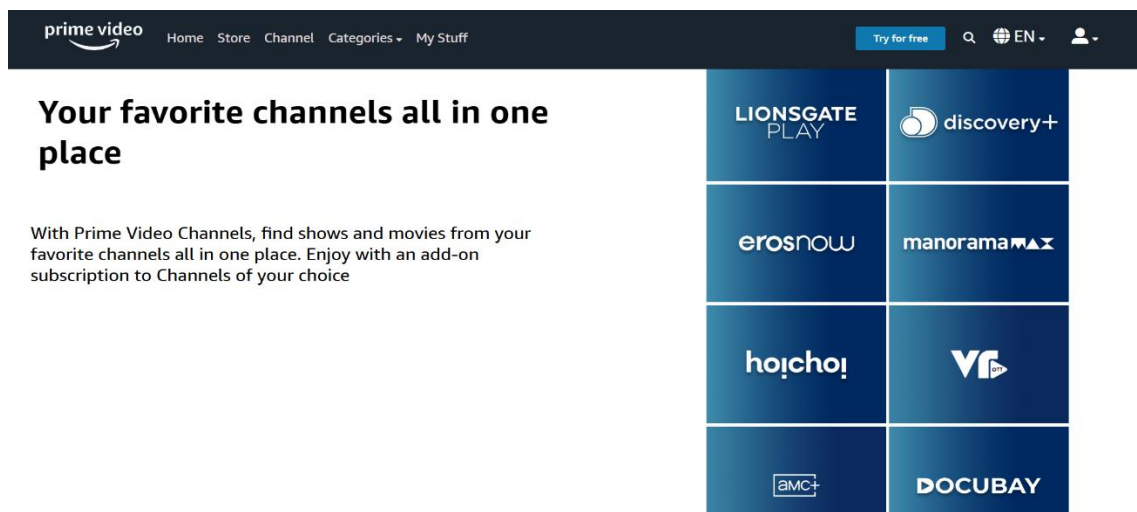 prime video
Home Store Channel Categories My Stuff
Try for free
EN
Your favorite channels all in one
place
With Prime Video Channels, find shows and movies from your
favorite channels all in one place. Enjoy with an add-on
subscription to Channels of your choice
LIONSGATE
PLAY
discovery+
erosnow
manorama MAX
hoichoi
VR
OTT
amc+
DOCUBAY